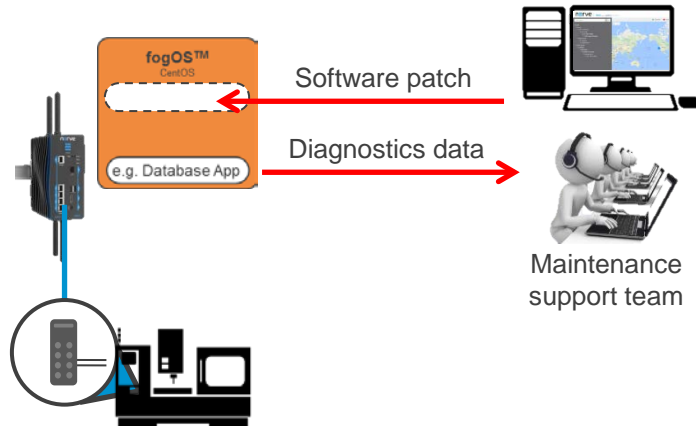 fogOS™
CentOS
Software patch
Diagnostics data
e.g. Database App
Maintenance
support team